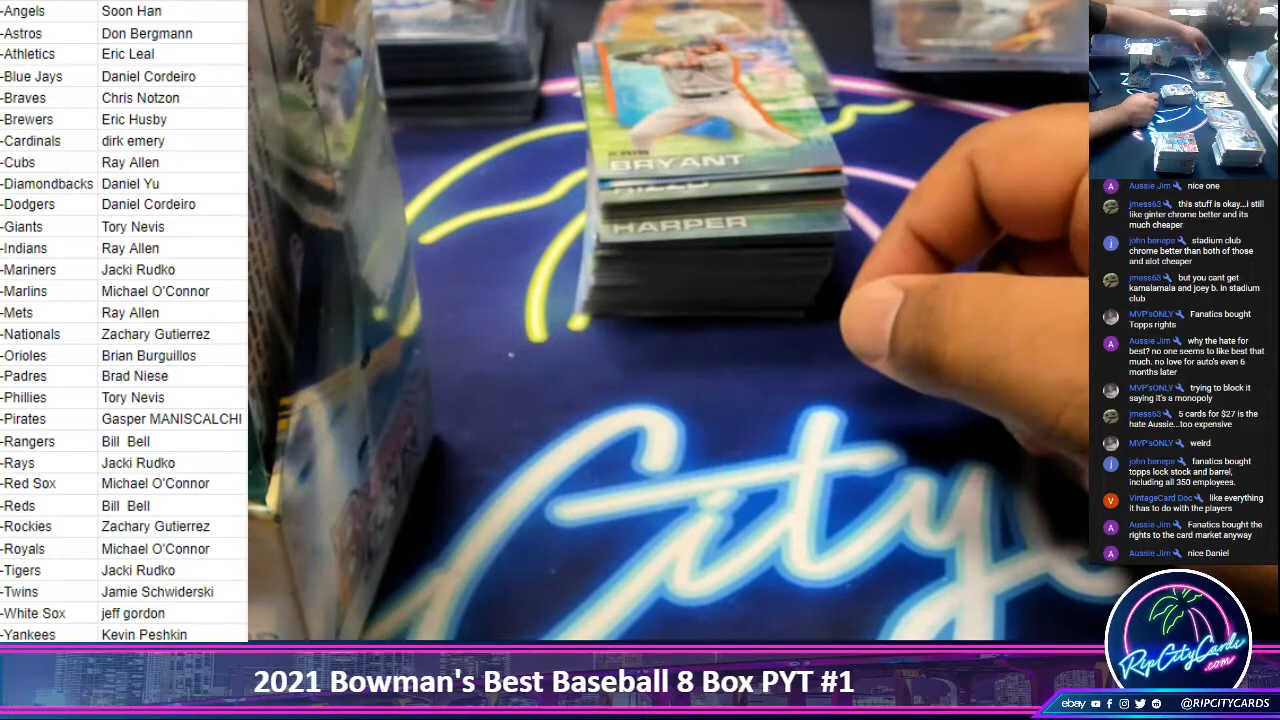 -Angels Soon Han
-Astros Don Bergmann
-Athletics Eric Leal
-Blue Jays Daniel Cordeiro
-Braves Chris Notzon
-Brewers Eric Husby
-Cardinals dirk emery
-Cubs Ray Allen
-Diamondbacks Daniel Yu
-Dodgers Daniel Cordeiro
-Giants Tory Nevis
-Indians Ray Allen
-Mariners Jacki Rudko
-Marlins Michael O'Connor
-Mets Ray Allen
-Nationals Zachary Gutierrez
-Orioles Brian Burguillos
-Padres Brad Niese
-Phillies Tory Nevis
-Pirates Gasper MANISCALCHI
-Rangers Bill Bell
-Rays Jacki Rudko
-Red Sox Michael O'Connor
-Reds Bill Bell
-Rockies Zachary Gutierrez
-Royals Michael O'Connor
-Tigers Jacki Rudko
-Twins Jamie Schwiderski
-White Sox jeff gordon
-Yankees Kevin Peshkin
BRYANT
RIZZO
HARPER
City
Aussie Jim nice one
jmess63 this stuff is okay...i still
like ginter chrome better and its
much cheaper
john benepe stadium club
chrome better than both of those
and alot cheaper
jmess63 but you cant get
kamalamala and joey b. in stadium
club
MVP'sONLY Fanatics bought
Topps rights
Aussie Jim why the hate for
best? no one seems to like best that
much. no love for auto's even 6
months later
MVP'sONLY trying to block it
saying it's a monopoly
jmess63 5 cards for $27 is the
hate Aussie...too expensive
MVP'sONLY weird
john benepe fanatics bought
topps lock stock and barrel,
including all 350 employees.
VintageCard Doc like everything
it has to do with the players
Aussie Jim Fanatics bought the
rights to the card market anyway
Aussie Jim nice Daniel
RipCityCards
.com
2021 Bowman's Best Baseball 8 Box PYT #1
ebay @RIPCITYCARDS